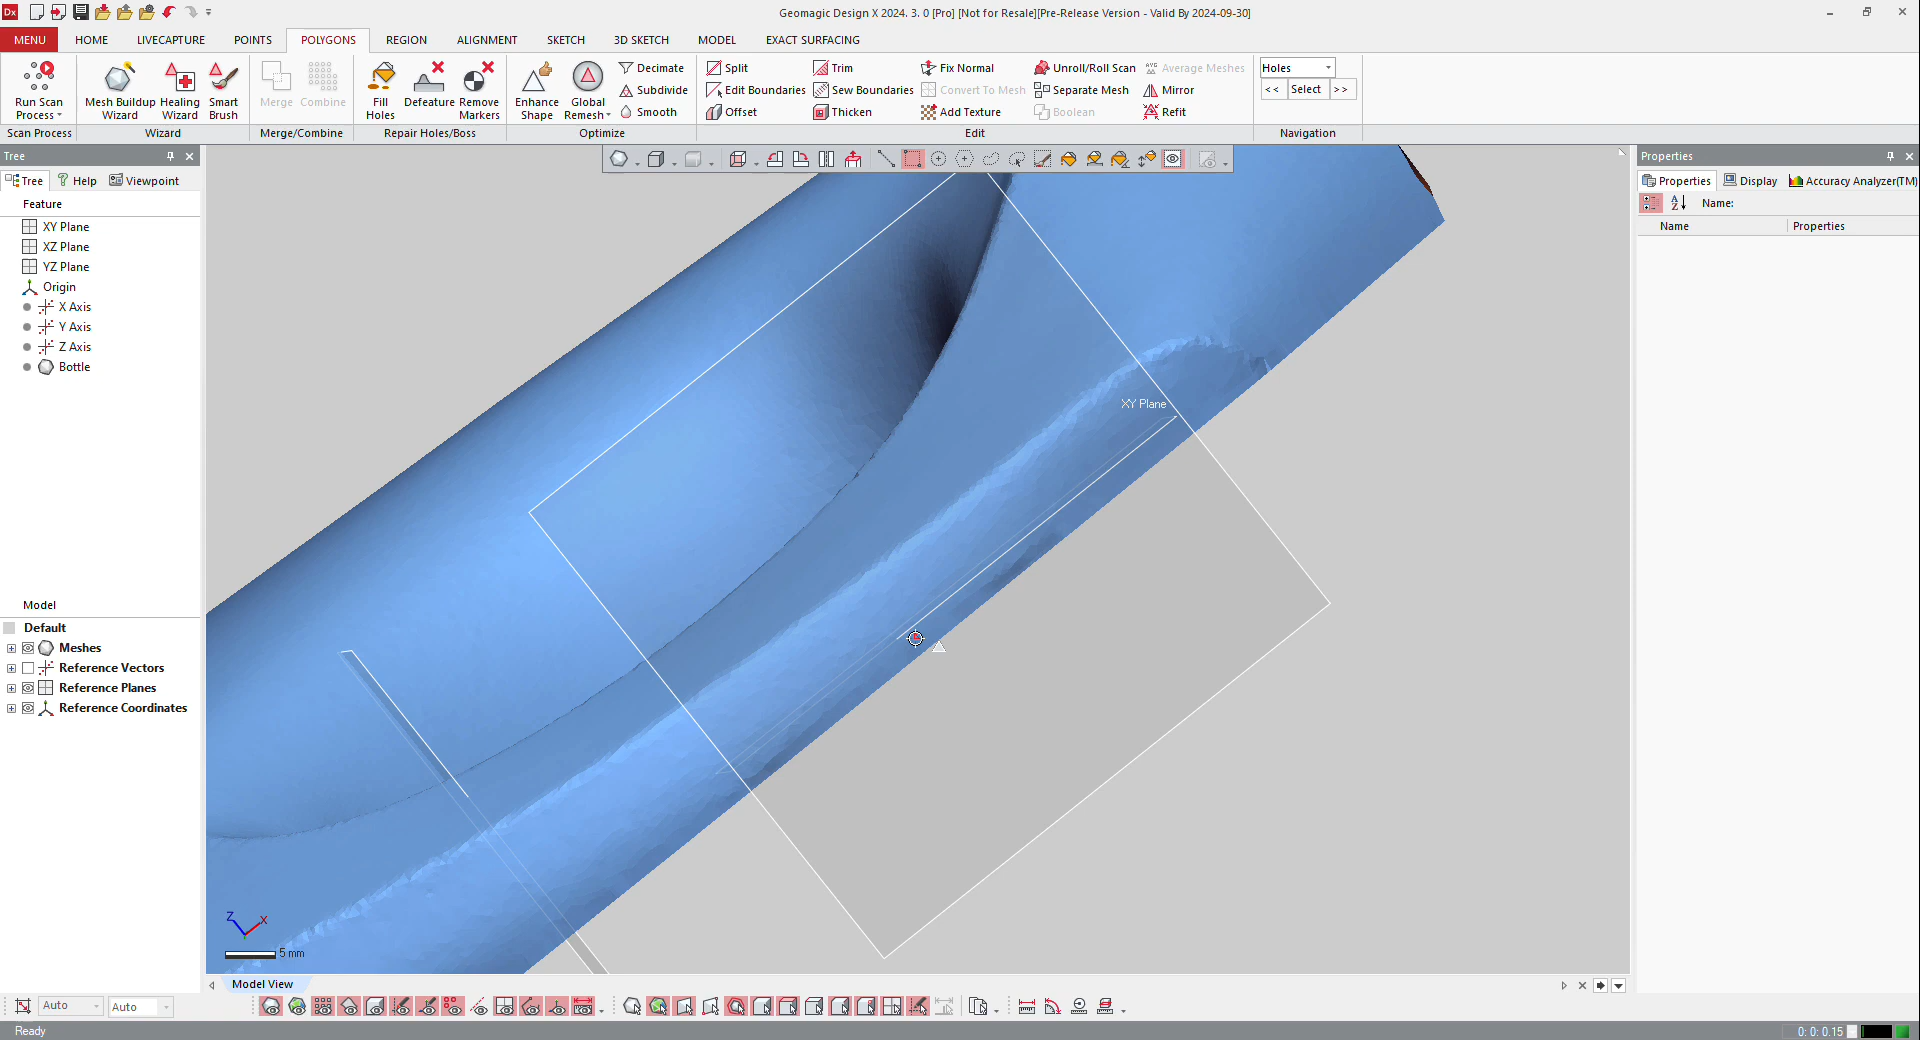 Dx
Geomagic Design X 2024. 3. 0 [Pro] [Not for Resale][Pre-Release Version - Valid By 2024-09-30]
MENU HOME LIVECAPTURE POINTS POLYGONS REGION ALIGNMENT SKETCH 3D SKETCH MODEL EXACT SURFACING
Run Scan Process
Mesh Buildup Wizard
Healing Wizard
Smart Brush
Merge
Combine
Fill Holes
Defeature
Remove Markers
Enhance Shape
Global Remesh
Decimate
Subdivide
Smooth
Split
Edit Boundaries
Offset
Trim
Sew Boundaries
Thicken
Fix Normal
Convert To Mesh
Add Texture
Unroll/Roll Scan
Separate Mesh
Boolean
AVG Average Meshes
Mirror
Refit
Holes
<< Select >>
Scan Process Wizard Merge/Combine Repair Holes/Boss Optimize Edit Navigation
Tree
Tree Help Viewpoint
Feature
XY Plane
XZ Plane
YZ Plane
Origin
X Axis
Y Axis
Z Axis
Bottle
Model
Default
Meshes
Reference Vectors
Reference Planes
Reference Coordinates
XY Plane
Z X
5 mm
Model View
Properties
Properties Display Accuracy Analyzer(TM)
A Z Name:
Name Properties
Auto Auto
Ready
0: 0: 0.15